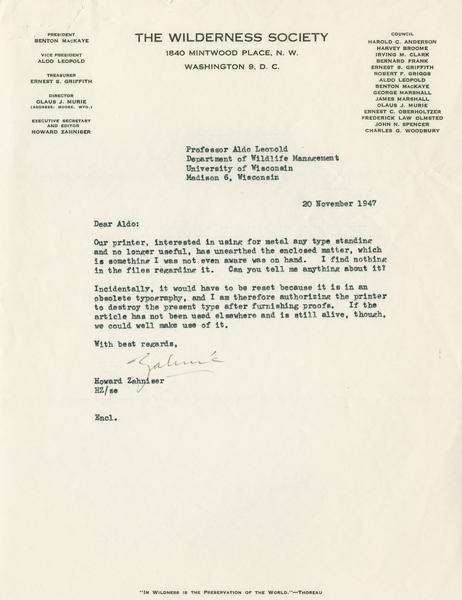 THE WILDERNESS SOCIETY
1840 MINTWOOD PLACE, N. W.
WASHINGTON 9, D. C.
PRESIDENT
BENTON MACKAYE
VICE PRESIDENT
ALDO LEOPOLD
TREASURER
ERNEST S. GRIFFITH
DIRECTOR
OLAUS J. MURIE
(ADDRESS: MOOSE, WYO.)
EXECUTIVE SECRETARY
AND EDITOR
HOWARD ZAHNISER
COUNCIL
HAROLD C. ANDERSON
HARVEY BROOME
IRVING M. CLARK
BERNARD FRANK
ERNEST S. GRIFFITH
ROBERT F. GRIGGS
ALDO LEOPOLD
BENTON MACKAYE
GEORGE MARSHALL
JAMES MARSHALL
OLAUS J. MURIE
ERNEST C. OBERHOLTZER
FREDERICK LAW OLMSTED
JOHN N. SPENCER
CHARLES G. WOODBURY
Professor Aldo Leopold
Department of Wildlife Management
University of Wisconsin
Madison 6, Wisconsin
20 November 1947
Dear Aldo:
Our printer, interested in using for metal any type standing
and no longer useful, has unearthed the enclosed matter, which
is something I was not even aware was on hand. I find nothing
in the files regarding it. Can you tell me anything about it?
Incidentally, it would have to be reset because it is in an
obsolete typography, and I am therefore authorizing the printer
to destroy the present type after furnishing proofs. If the
article has not been used elsewhere and is still alive, though,
we could well make use of it.
With best regards,
Zahnie
Howard Zahniser
HZ/se
Encl.
"IN WILDNESS IS THE PRESERVATION OF THE WORLD."—THOREAU